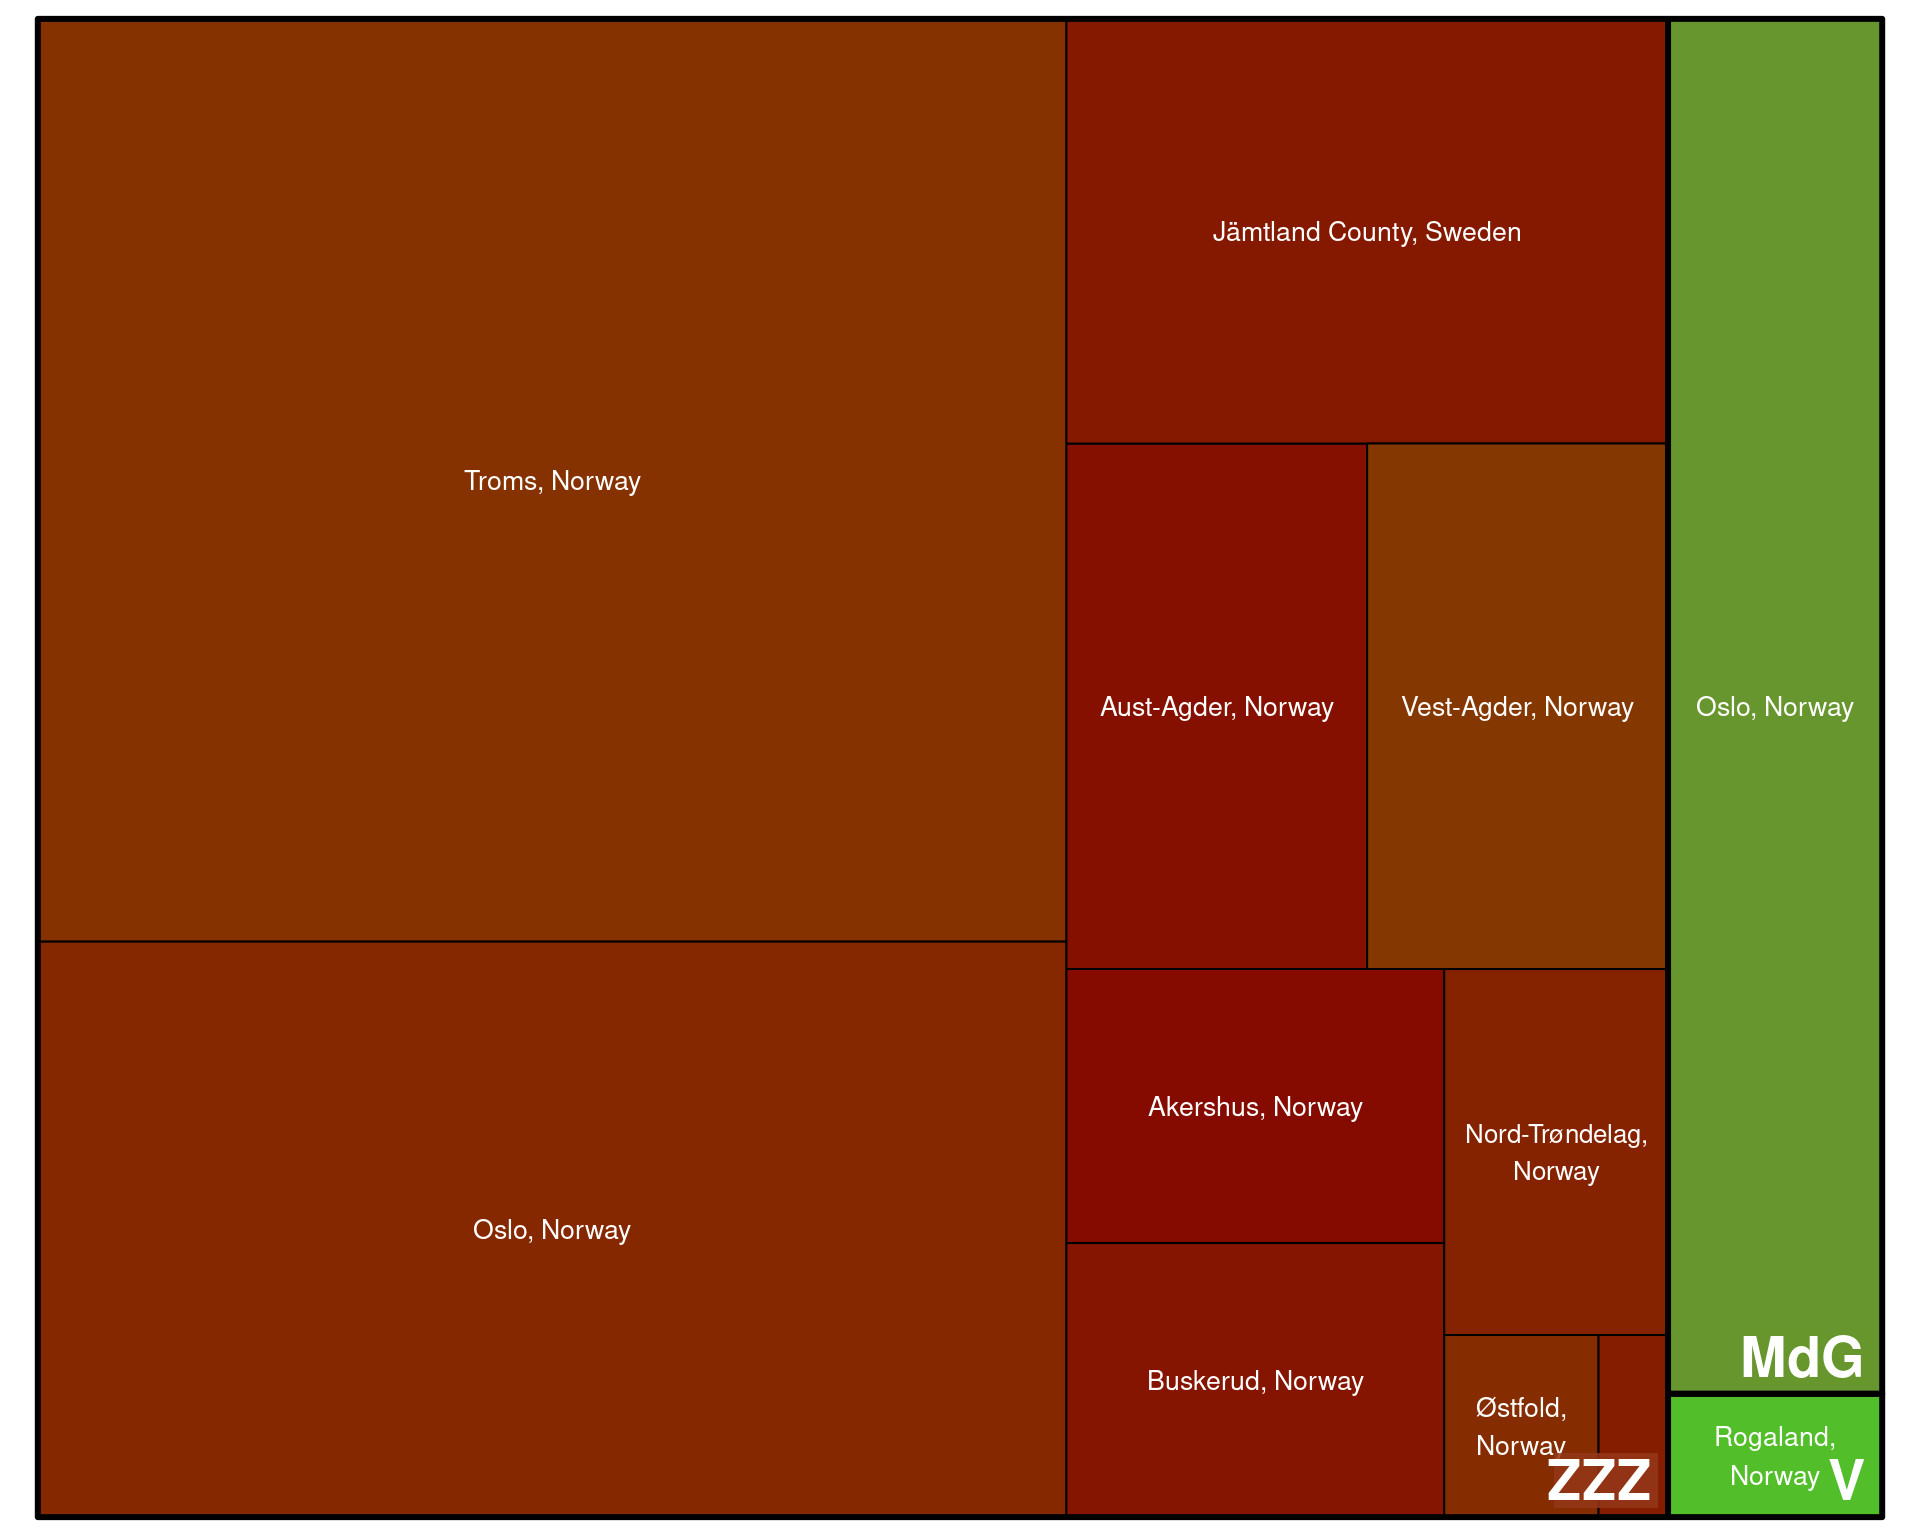 Troms, Norway
Oslo, Norway
Jämtland County, Sweden
Aust-Agder, Norway
Vest-Agder, Norway
Akershus, Norway
Buskerud, Norway
Nord-Trøndelag,
Norway
Østfold,
Norway
ZZZ
Oslo, Norway
MdG
Rogaland,
Norway
V